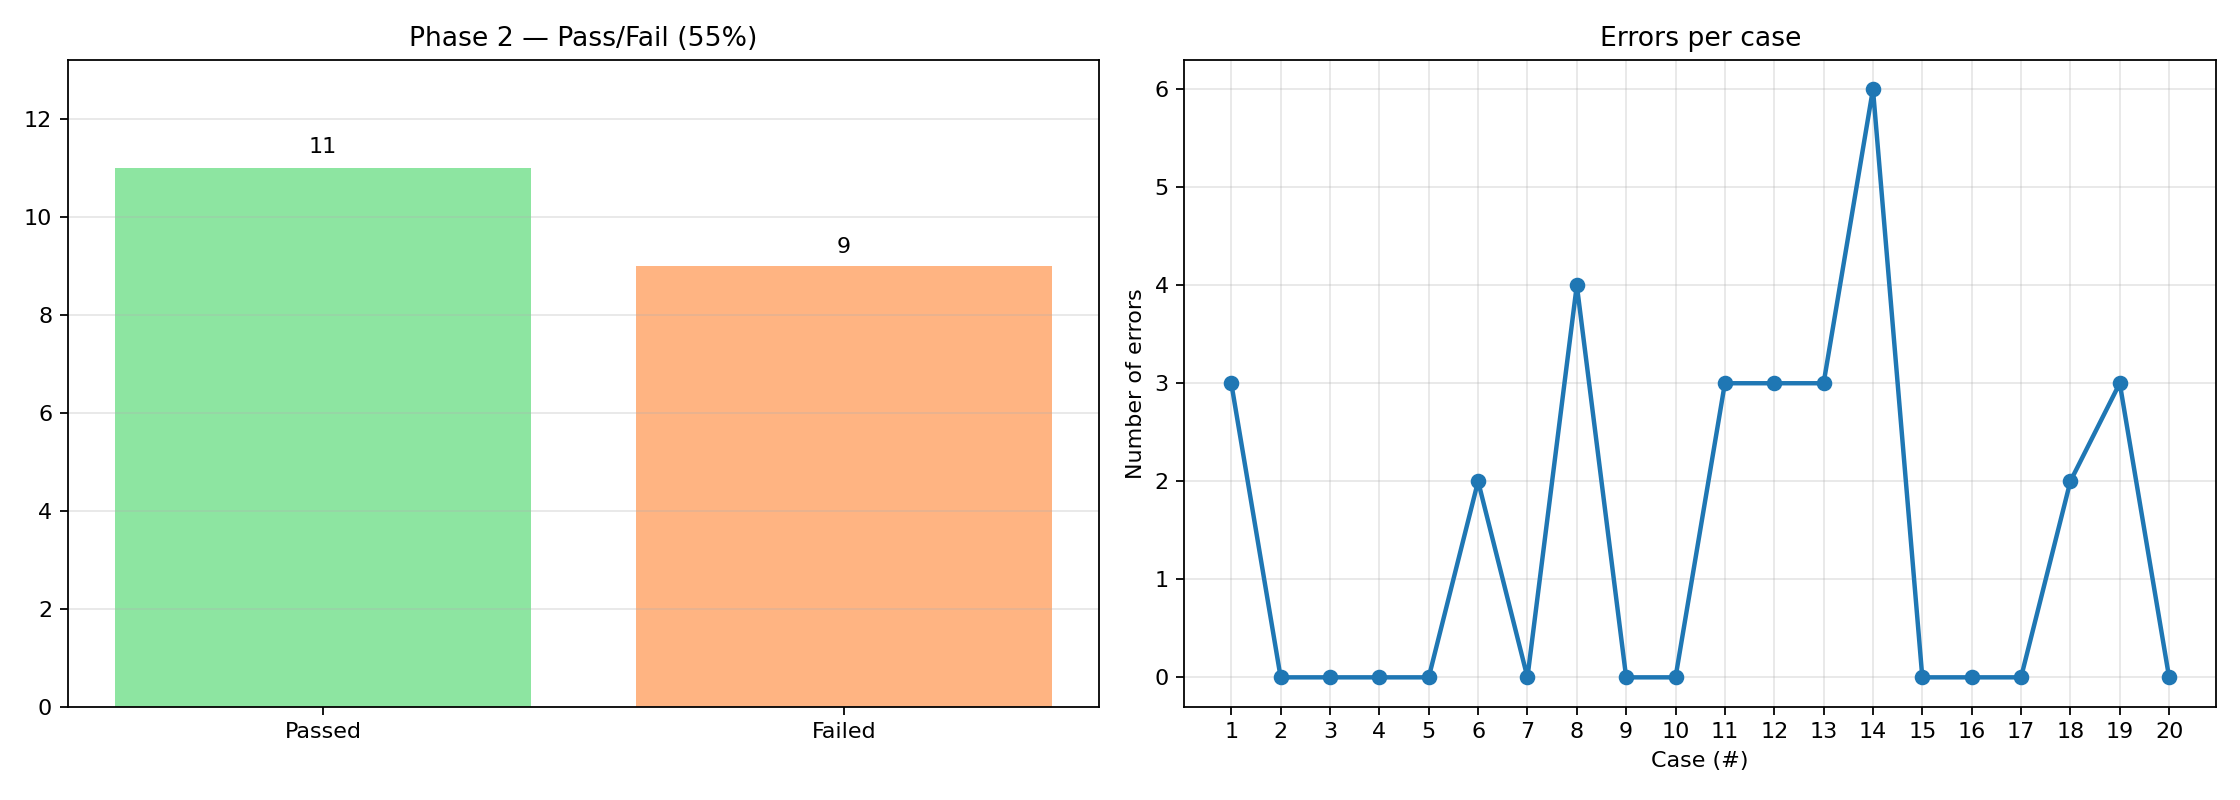 Phase 2 — Pass/Fail (55%)
12
10
8
6
4
2
0
11
9
Passed Failed
Errors per case
Number of errors
6
5
4
3
2
1
0
1 2 3 4 5 6 7 8 9 10 11 12 13 14 15 16 17 18 19 20
Case (#)